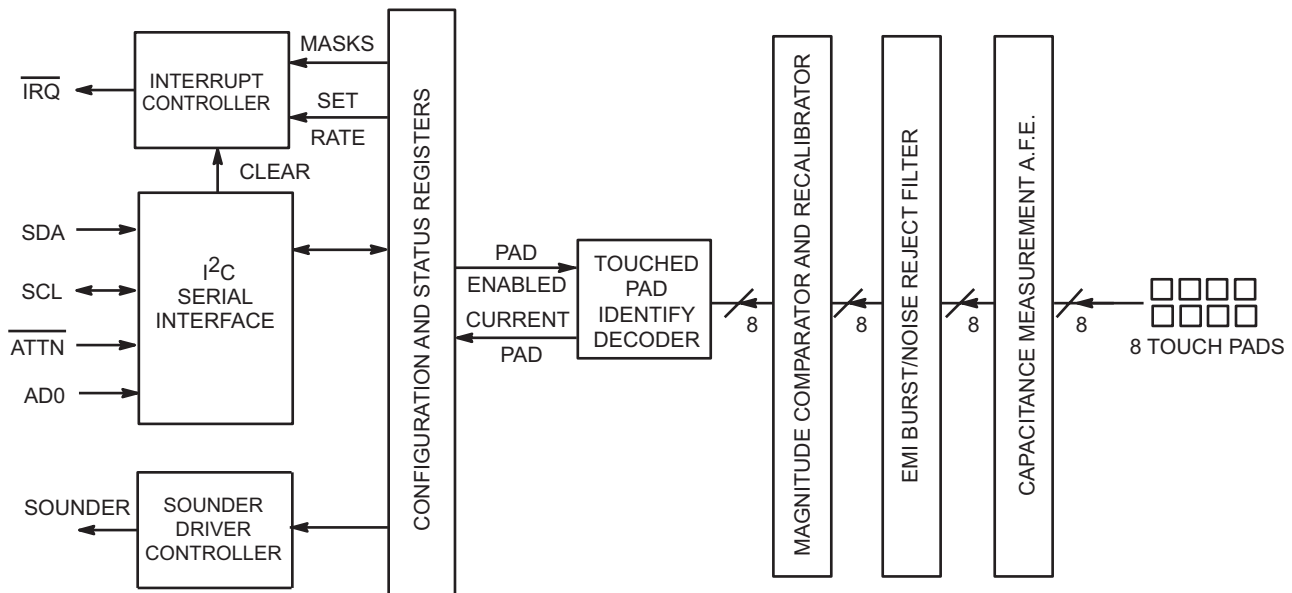 MASKS
IRQ
INTERRUPT
CONTROLLER
SET
RATE
CLEAR
SDA
SCL
ATTN
AD0
I2C
SERIAL
INTERFACE
SOUNDER
SOUNDER
DRIVER
CONTROLLER
CONFIGURATION AND STATUS REGISTERS
PAD
ENABLED
CURRENT
PAD
TOUCHED
PAD
IDENTIFY
DECODER
8
MAGNITUDE COMPARATOR AND RECALIBRATOR
8
EMI BURST/NOISE REJECT FILTER
8
CAPACITANCE MEASUREMENT A.F.E.
8
8 TOUCH PADS